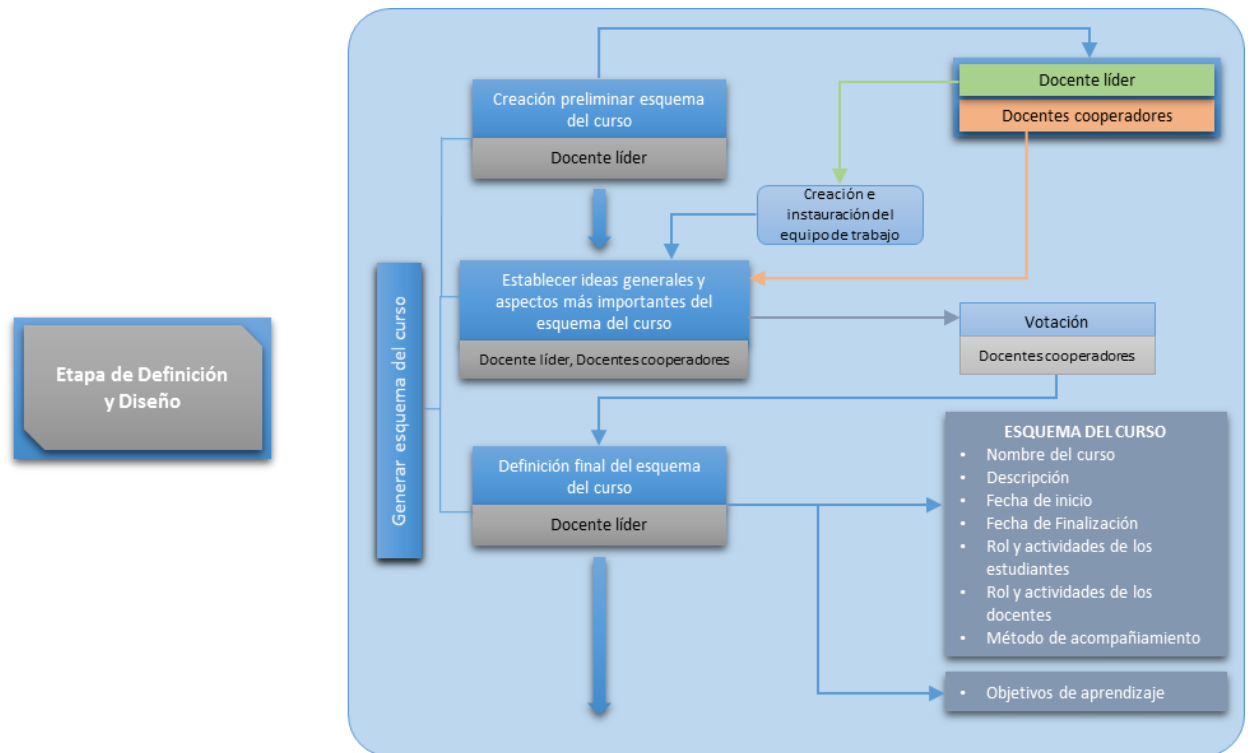 Etapa de Definición
y Diseño
Generar esquema del curso
Creación preliminar esquema
del curso
Docente líder
Docente líder
Docentes cooperadores
Creación e
instauración del
equipo de trabajo
Establecer ideas generales y
aspectos más importantes del
esquema del curso
Docente líder, Docentes cooperadores
Votación
Docentes cooperadores
Definición final del esquema
del curso
Docente líder
ESQUEMA DEL CURSO
• Nombre del curso
• Descripción
• Fecha de inicio
• Fecha de Finalización
• Rol y actividades de los
estudiantes
• Rol y actividades de los
docentes
• Método de acompañiamiento
• Objetivos de aprendizaje